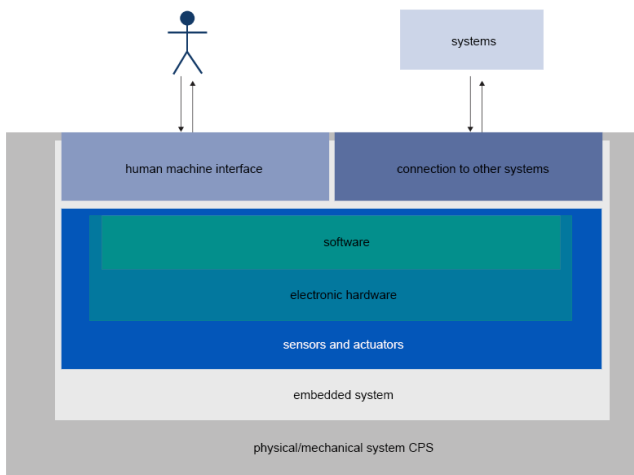 systems
human machine interface
connection to other systems
software
electronic hardware
sensors and actuators
embedded system
physical/mechanical system CPS